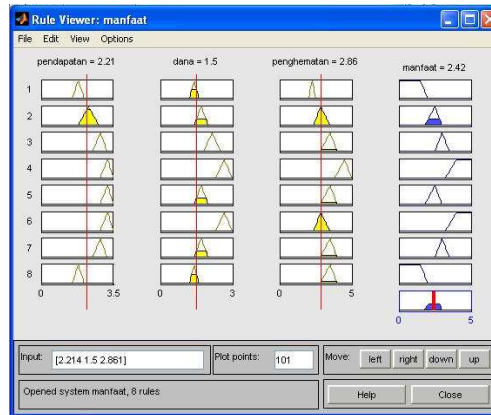 Rule Viewer: manfaat
File Edit View Options
pendapatan = 2.21 dana = 1.5 penghematan = 2.86 manfaat = 2.42
1
2
3
4
5
6
7
8
0 3.5 0 3 0 5
0 5
Input: [2.214 1.5 2.861] Plot points: 101 Move: left right down up
Opened system manfaat, 8 rules Help Close